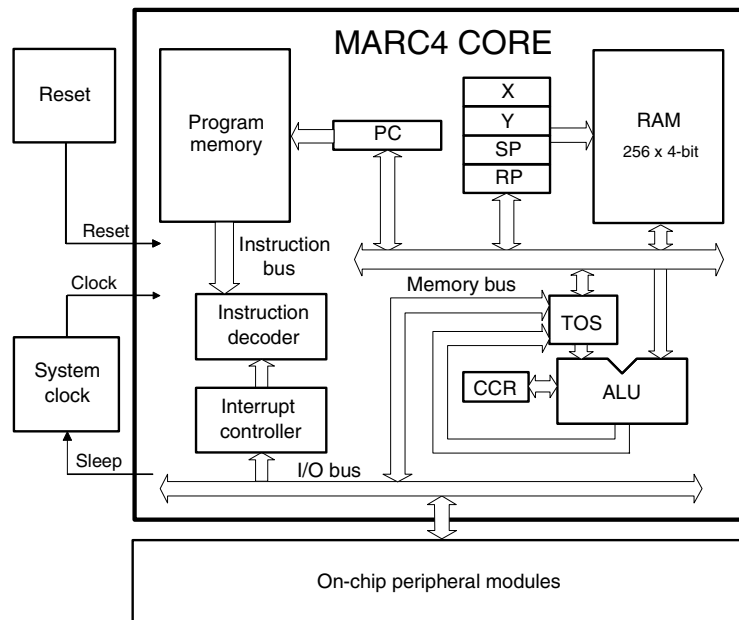 MARC4 CORE
Reset
Program
memory
PC
X
Y
SP
RP
RAM
256 x 4-bit
Reset
Instruction
bus
Clock
Memory bus
Instruction
decoder
TOS
System
clock
CCR
ALU
Interrupt
controller
Sleep
I/O bus
On-chip peripheral modules